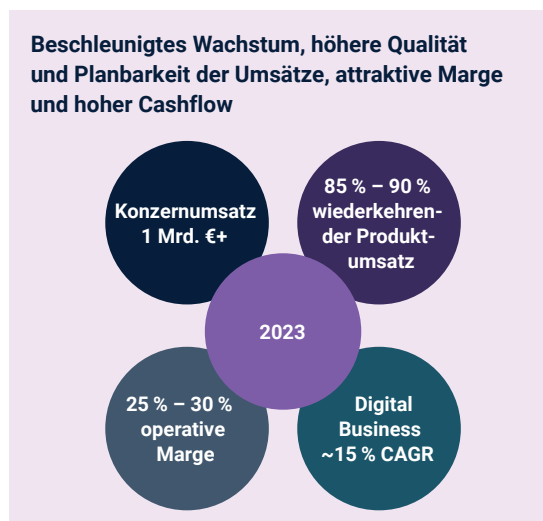 Beschleunigtes Wachstum, höhere Qualität
und Planbarkeit der Umsätze, attraktive Marge
und hoher Cashflow
Konzernumsatz
1 Mrd. €+
85 % – 90 %
wiederkehren-
der Produkt-
umsatz
2023
25 % – 30 %
operative
Marge
Digital
Business
~15 % CAGR